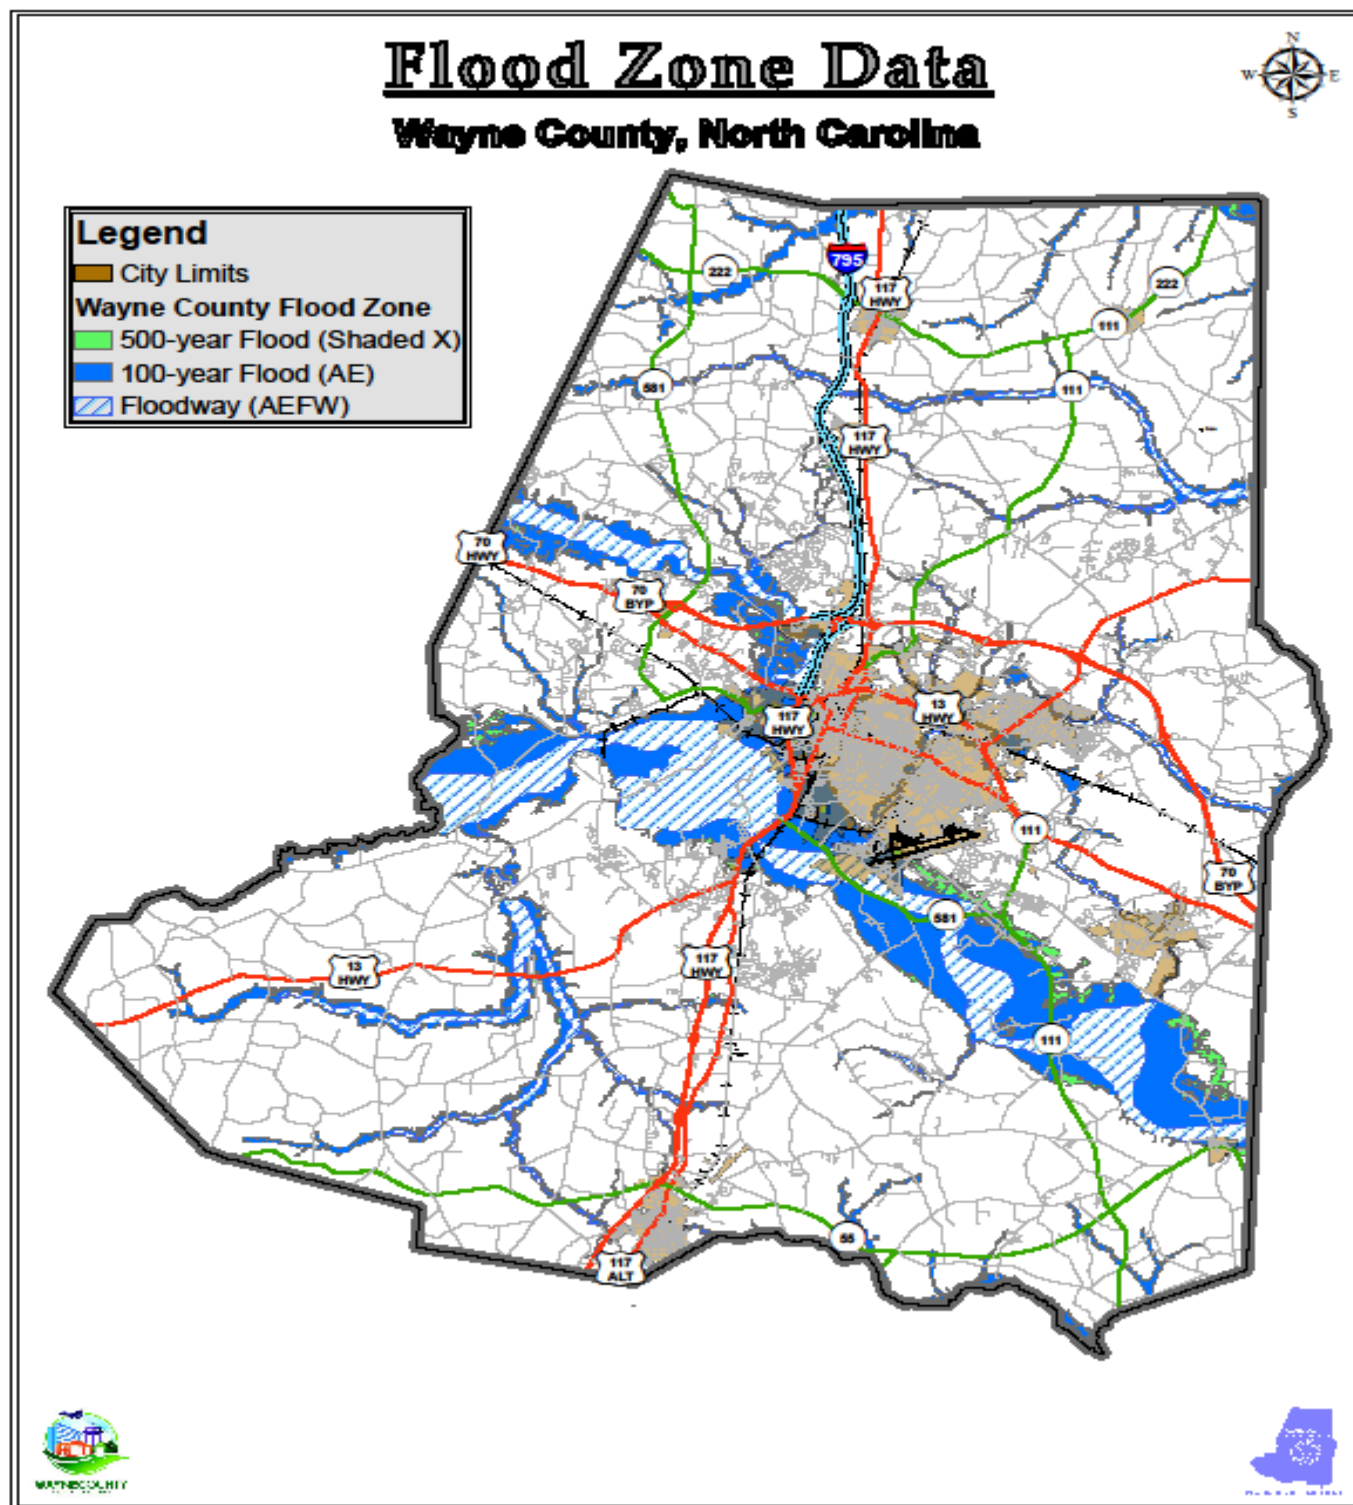 Flood Zone Data
Wayne County, North Carolina
N
W E
S
Legend
City Limits
Wayne County Flood Zone
500-year Flood (Shaded X)
100-year Flood (AE)
Floodway (AEFW)
795
222
117
HWY
222
111
581
111
117
HWY
70
HWY
70
BYP
117
HWY
13
HWY
111
70
BYP
581
13
HWY
117
HWY
111
55
117
ALT
WAYNE COUNTY